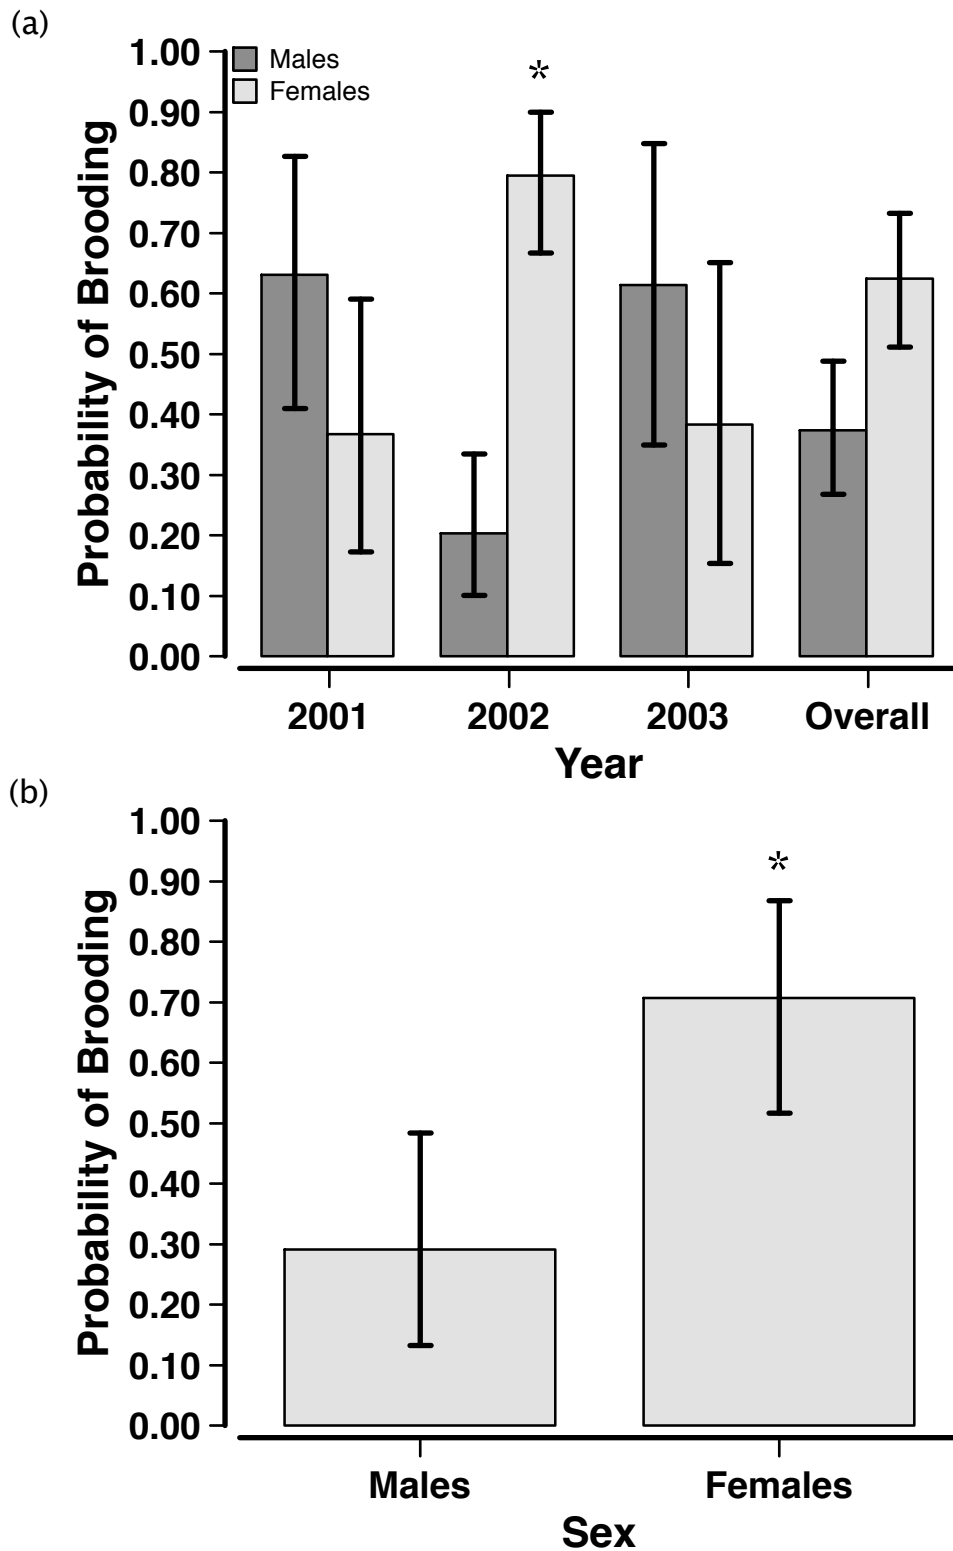 (a)
Probability of Brooding
1.00
0.90
0.80
0.70
0.60
0.50
0.40
0.30
0.20
0.10
0.00
Males
Females
*
2001 2002 2003 Overall
Year
(b)
Probability of Brooding
1.00
0.90
0.80
0.70
0.60
0.50
0.40
0.30
0.20
0.10
0.00
*
Males Females
Sex